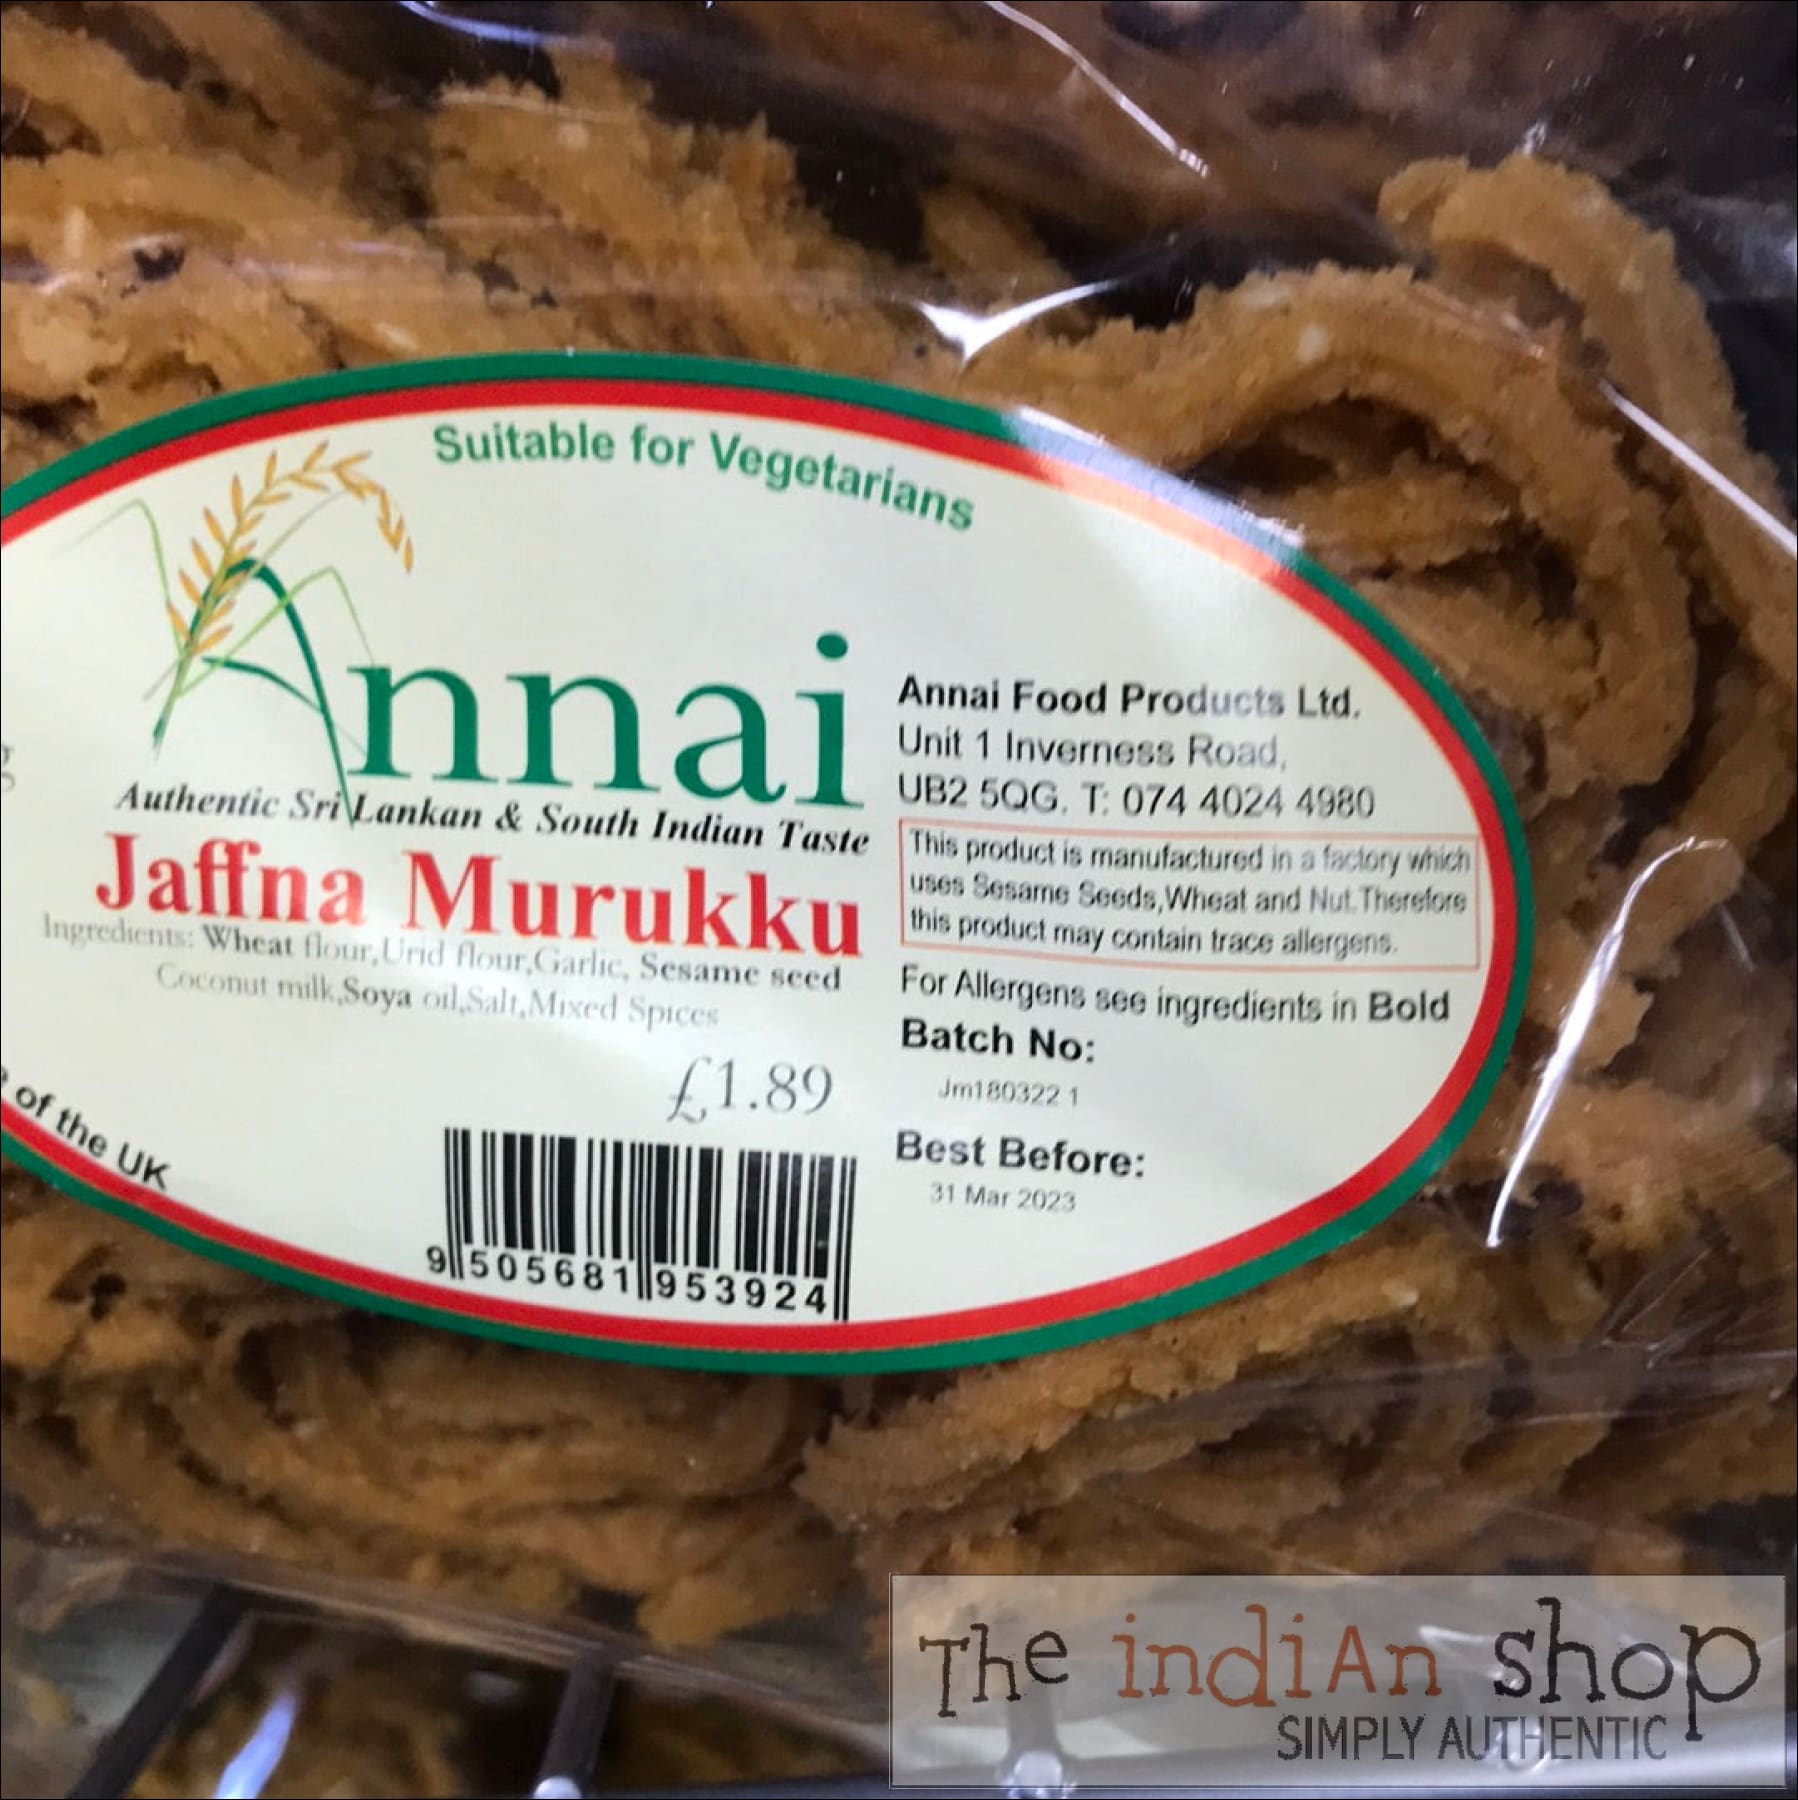 Suitable for Vegetarians
Annai
Authentic Sri Lankan & South Indian Taste
Jaffna Murukku
Ingredients: Wheat flour,Urid flour,Garlic, Sesame seed
Coconut milk,Soya oil,Salt,Mixed Spices
£1.89
of the UK
9 505681 953924
Annai Food Products Ltd.
Unit 1 Inverness Road,
UB2 5QG. T: 074 4024 4980
This product is manufactured in a factory which
uses Sesame Seeds,Wheat and Nut.Therefore
this product may contain trace allergens.
For Allergens see ingredients in Bold
Batch No:
Jm180322 1
Best Before:
31 Mar 2023
The indiAn shop
SIMPLY AUTHENTIC